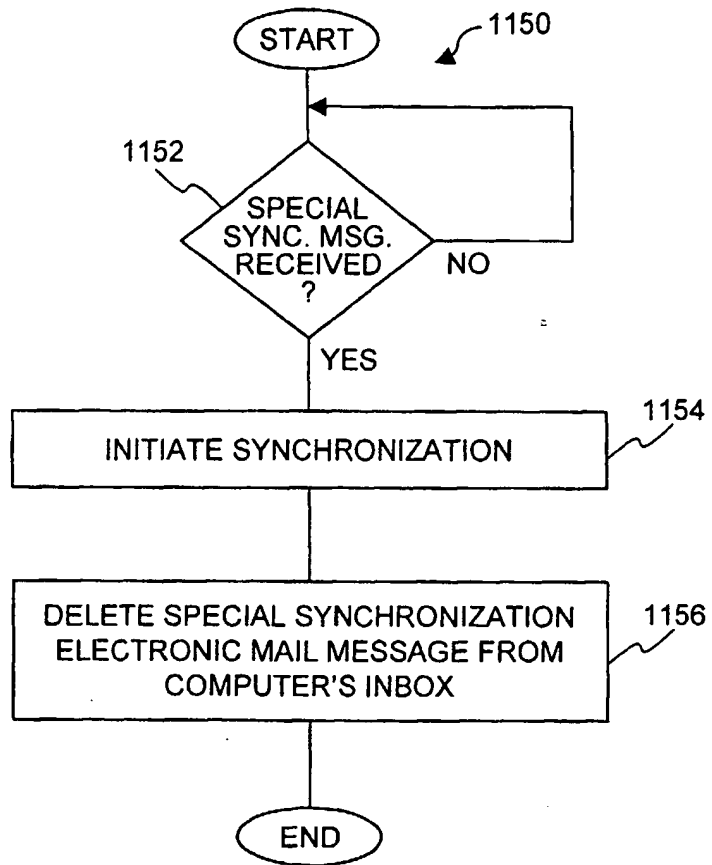 START
1150
1152
SPECIAL
SYNC. MSG.
RECEIVED
?
NO
YES
INITIATE SYNCHRONIZATION
1154
DELETE SPECIAL SYNCHRONIZATION
ELECTRONIC MAIL MESSAGE FROM
COMPUTER'S INBOX
1156
END